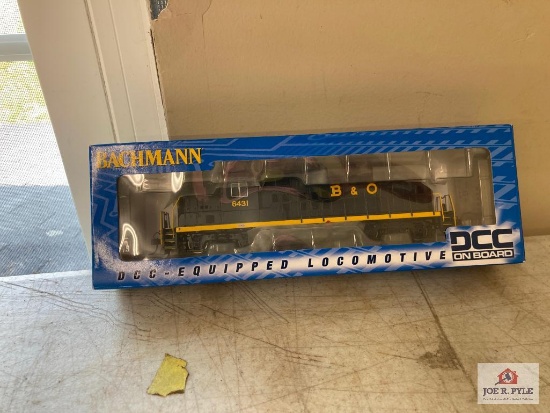 BACHMANN
B & O
6431
DCC
ON BOARD
DCC-EQUIPPED LOCOMOTIVE
JOE R. PYLE